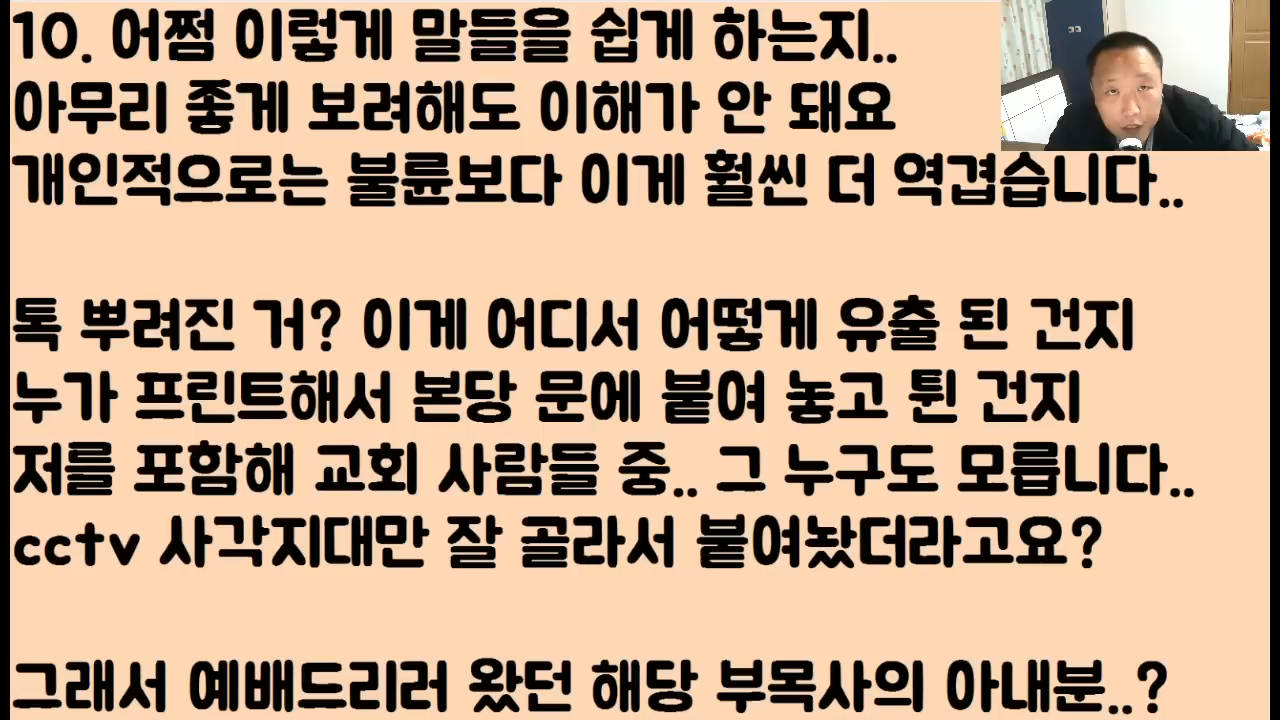 10. 어쩜 이렇게 말들을 쉽게 하는지..
아무리 좋게 보려해도 이해가 안 돼요
개인적으로는 불륜보다 이게 훨씬 더 역겹습니다..
톡 뿌려진 거? 이게 어디서 어떻게 유출 된 건지
누가 프린트해서 본당 문에 붙여 놓고 튄 건지
저를 포함해 교회 사람들 중.. 그 누구도 모릅니다..
cctv 사각지대만 잘 골라서 붙여놨더라고요?
그래서 예배드리러 왔던 해당 부목사의 아내분..?